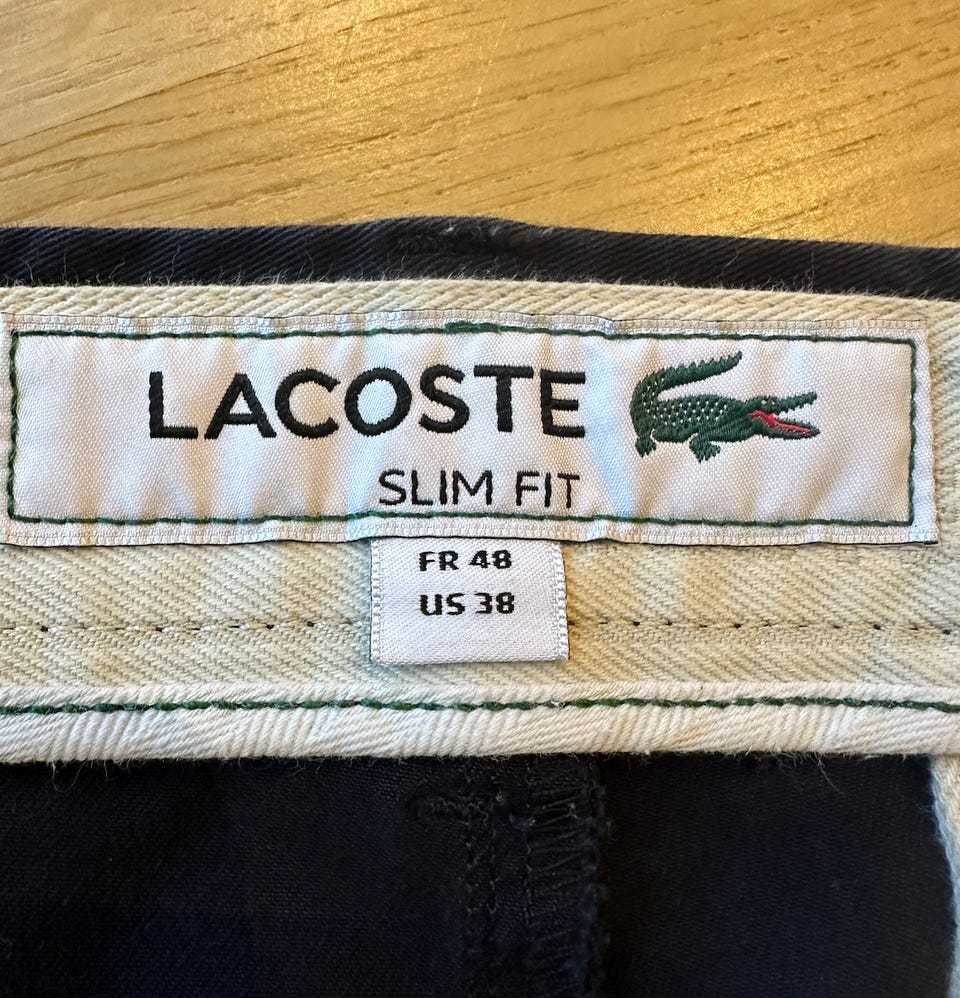 LACOSTE
SLIM FIT
FR 48
US 38